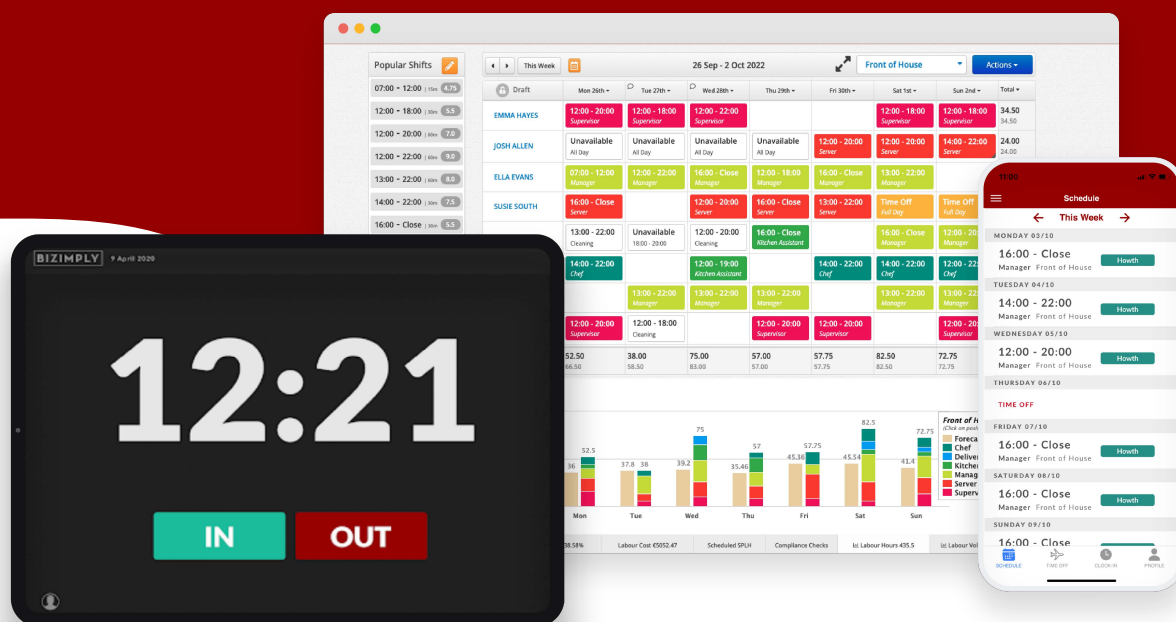 Popular Shifts
07:00 - 12:00 | 15m 4.75
12:00 - 18:00 | 30m 5.5
12:00 - 20:00 | 60m 7.0
12:00 - 22:00 | 60m 9.0
13:00 - 22:00 | 60m 8.0
14:00 - 22:00 | 30m 7.5
16:00 - Close | 30m 5.5
This Week 26 Sep - 2 Oct 2022 Front of House Actions
Draft Mon 26th Tue 27th Wed 28th Thu 29th Fri 30th Sat 1st Sun 2nd Total
EMMA HAYES 12:00 - 20:00 12:00 - 18:00 12:00 - 22:00 12:00 - 18:00 12:00 - 18:00 34.50
Supervisor Supervisor Supervisor Supervisor Supervisor 34.50
JOSH ALLEN Unavailable Unavailable Unavailable Unavailable 12:00 - 20:00 12:00 - 20:00 14:00 - 22:00 24.00
All Day All Day All Day All Day Server Server Server 24.00
ELLA EVANS 07:00 - 12:00 12:00 - 22:00 16:00 - Close 12:00 - 18:00 16:00 - Close 13:00 - 22:00
Manager Manager Manager Manager Manager Manager
SUSIE SOUTH 16:00 - Close 12:00 - 20:00 16:00 - Close 13:00 - 22:00 Time Off Time Off
Server Server Server Server Full Day Full Day
13:00 - 22:00 Unavailable 12:00 - 20:00 16:00 - Close 16:00 - Close 12:00 - 20:
Cleaning 18:00 - 20:00 Cleaning Kitchen Assistant Manager Manager
14:00 - 22:00 12:00 - 19:00 14:00 - 22:00 14:00 - 22:00 12:00 - 22:
Chef Kitchen Assistant Chef Chef Chef
13:00 - 22:00 13:00 - 22:00 13:00 - 22:00 13:00 - 22:00 13:00 - 22:
Manager Manager Manager Manager Manager
12:00 - 20:00 12:00 - 18:00 12:00 - 20:00 12:00 - 20:00 12:00 - 20:
Supervisor Cleaning Supervisor Supervisor Supervisor
52.50 38.00 75.00 57.00 57.75 82.50 72.75
66.50 58.50 83.00 57.00 57.75 82.50 72.75
36 52.5 37.8 38 39.2 75 35.46 57 45.36 57.75 45.54 82.5 41.4 72.75
Mon Tue Wed Thu Fri Sat Sun
Front of H
Foreca
Chef
Deliver
Kitchen
Manag
Server
Superv
38.58% Labour Cost €5052.47 Scheduled SPLH Compliance Checks Labour Hours 435.5 Labour Vol
BIZIMPLY 9 April 2020
12:21
IN OUT
11:00
Schedule
This Week
MONDAY 03/10
16:00 - Close
Manager Front of House Howth
TUESDAY 04/10
14:00 - 22:00
Manager Front of House Howth
WEDNESDAY 05/10
12:00 - 20:00
Manager Front of House Howth
THURSDAY 06/10
TIME OFF
FRIDAY 07/10
16:00 - Close
Manager Front of House Howth
SATURDAY 08/10
16:00 - Close
Manager Front of House Howth
SUNDAY 09/10
16:00 - Close
SCHEDULE TIME OFF CLOCK IN PROFILE